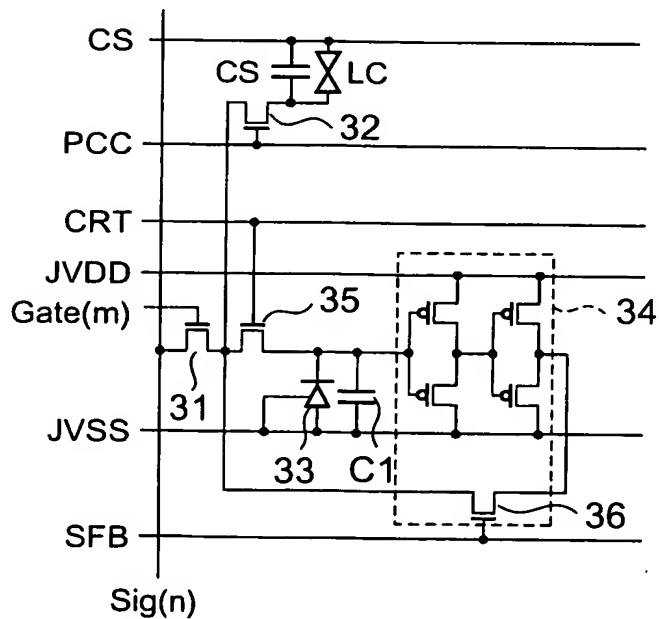 CS
CS
LC
32
PCC
CRT
JVDD
35
34
Gate(m)
31
JVSS
33
C1
36
SFB
Sig(n)